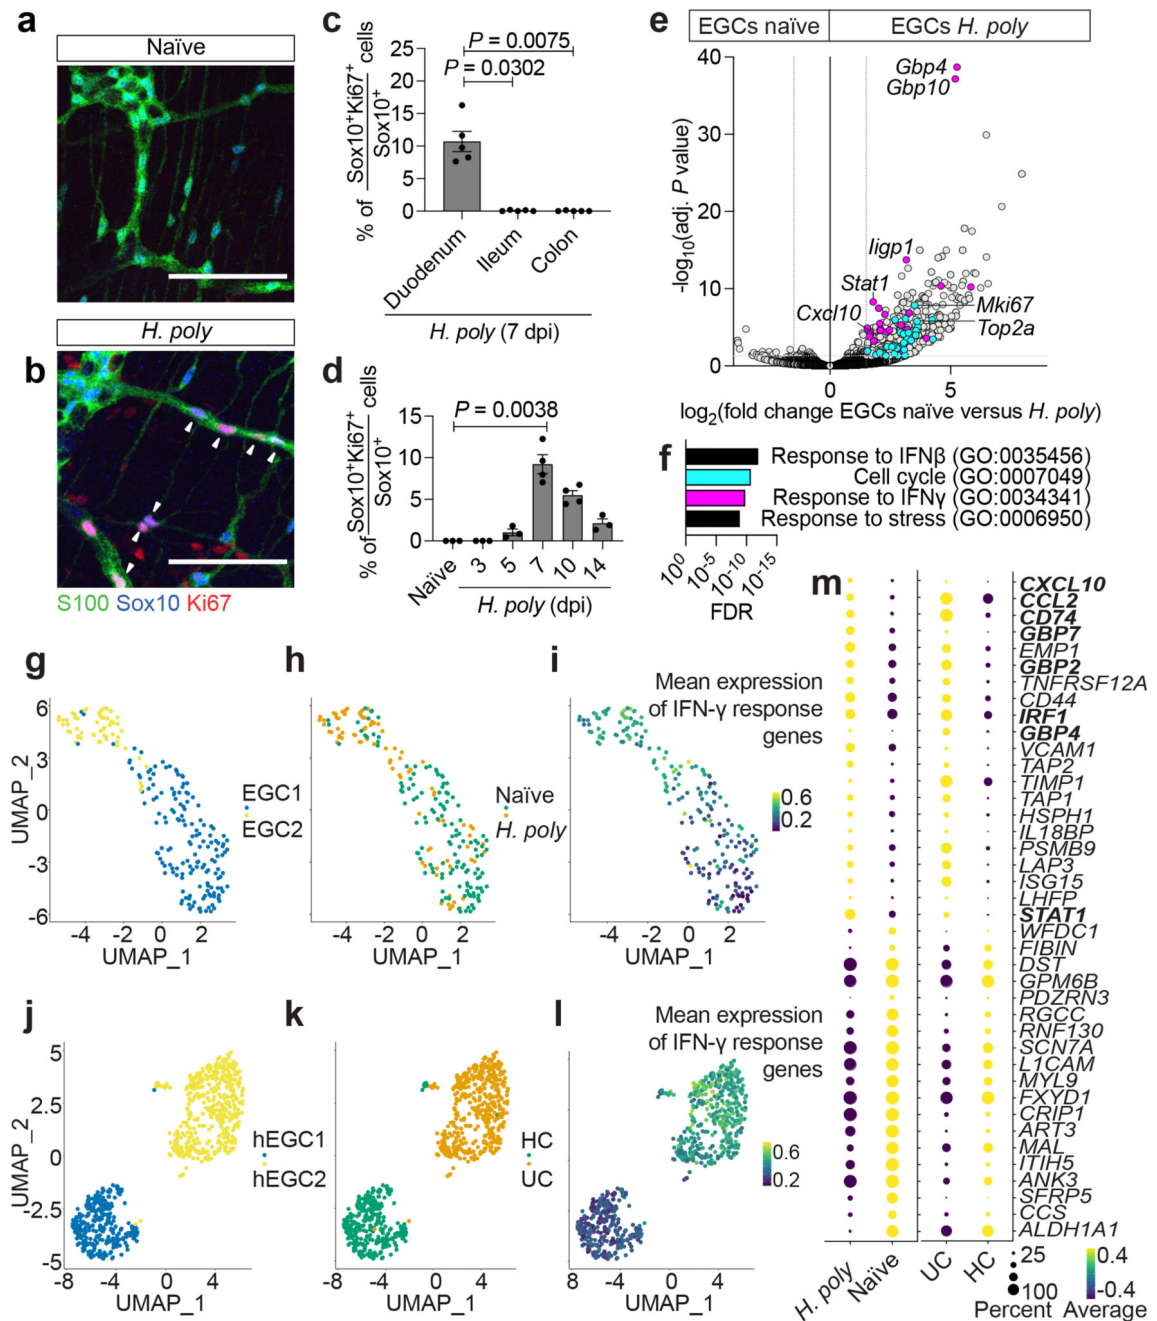 a
Naïve
H. poly
b
S100 Sox10 Ki67
c
% of Sox10+Ki67+ cells
Sox10+
25
20
15
10
5
0
P = 0.0075
P = 0.0302
Duodenum
Ileum
Colon
H. poly (7 dpi)
d
% of Sox10+Ki67+ cells
Sox10+
15
10
5
0
P = 0.0038
Naïve
3
5
7
10
14
H. poly (dpi)
e
EGCs naïve
EGCs H. poly
-log10(adj. P value)
40
30
20
10
1
0
5
Gbp4
Gbp10
Iigp1
Stat1
Cxcl10
Mki67
Top2a
log2(fold change EGCs naïve versus H. poly)
f
Response to IFNβ (GO:0035456)
Cell cycle (GO:0007049)
Response to IFNγ (GO:0034341)
Response to stress (GO:0006950)
10^0
10^-5
10^-10
10^-15
FDR
g
UMAP_2
6
3
0
-3
-6
-4 -2 0 2
UMAP_1
EGC1
EGC2
h
-4 -2 0 2
UMAP_1
Naïve
H. poly
i
Mean expression
of IFN-γ response
genes
0.6
0.2
-4 -2 0 2
UMAP_1
j
UMAP_2
5
2.5
0
-2.5
-5
-8 -4 0 4
UMAP_1
hEGC1
hEGC2
k
-8 -4 0 4
UMAP_1
HC
UC
l
Mean expression
of IFN-γ response
genes
0.6
0.2
8 -4 0 4
UMAP_1
m
CXCL10
CCL2
CD74
GBP7
EMP1
GBP2
TNFRSF12A
CD44
IRF1
GBP4
VCAM1
TAP2
TIMP1
TAP1
HSPH1
IL18BP
PSMB9
LAP3
ISG15
LHFP
STAT1
WFDC1
FIBIN
DST
GPM6B
PDZRN3
RGCC
RNF130
SCN7A
L1CAM
MYL9
FXYD1
CRIP1
ART3
MAL
ITIH5
ANK3
SFRP5
CCS
ALDH1A1
H. poly
Naïve
UC
HC
25
100
Percent
0.4
-0.4
Average